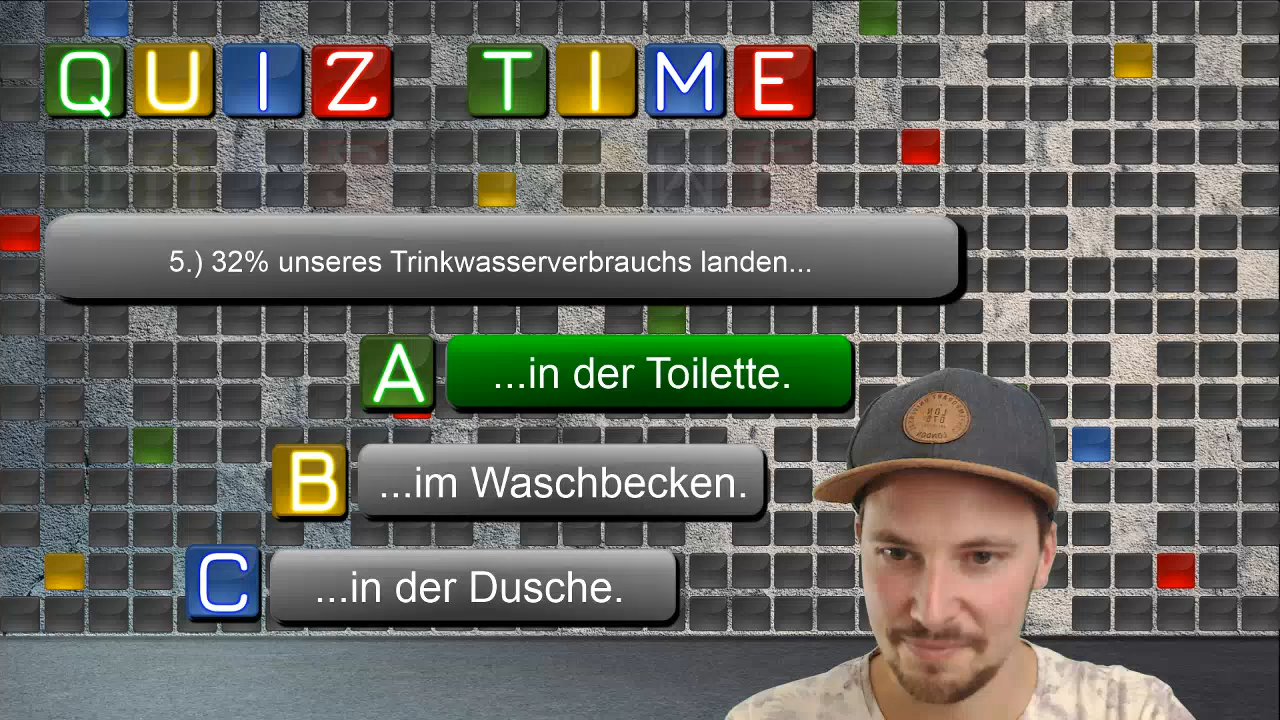 QUIZ TIME
5.) 32% unseres Trinkwasserverbrauchs landen...
A ...in der Toilette.
B ...im Waschbecken.
C ...in der Dusche.